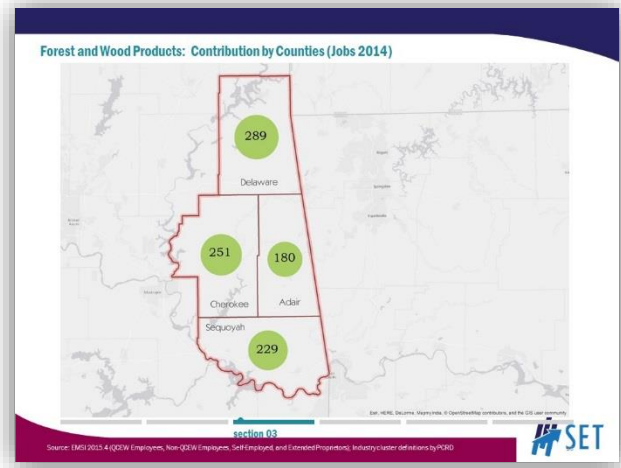 Forest and Wood Products: Contribution by Counties (Jobs 2014)
289
Delaware
251
180
Cherokee
Adair
Sequoyah
229
Esri, HERE, DeLorme, MapmyIndia, © OpenStreetMap contributors, and the GIS user community
section 03
Source: EMSI 2015.4 (QCEW Employees, Non-QCEW Employees, Self-Employed, and Extended Proprietors); Industry cluster definitions by PCRD
SET